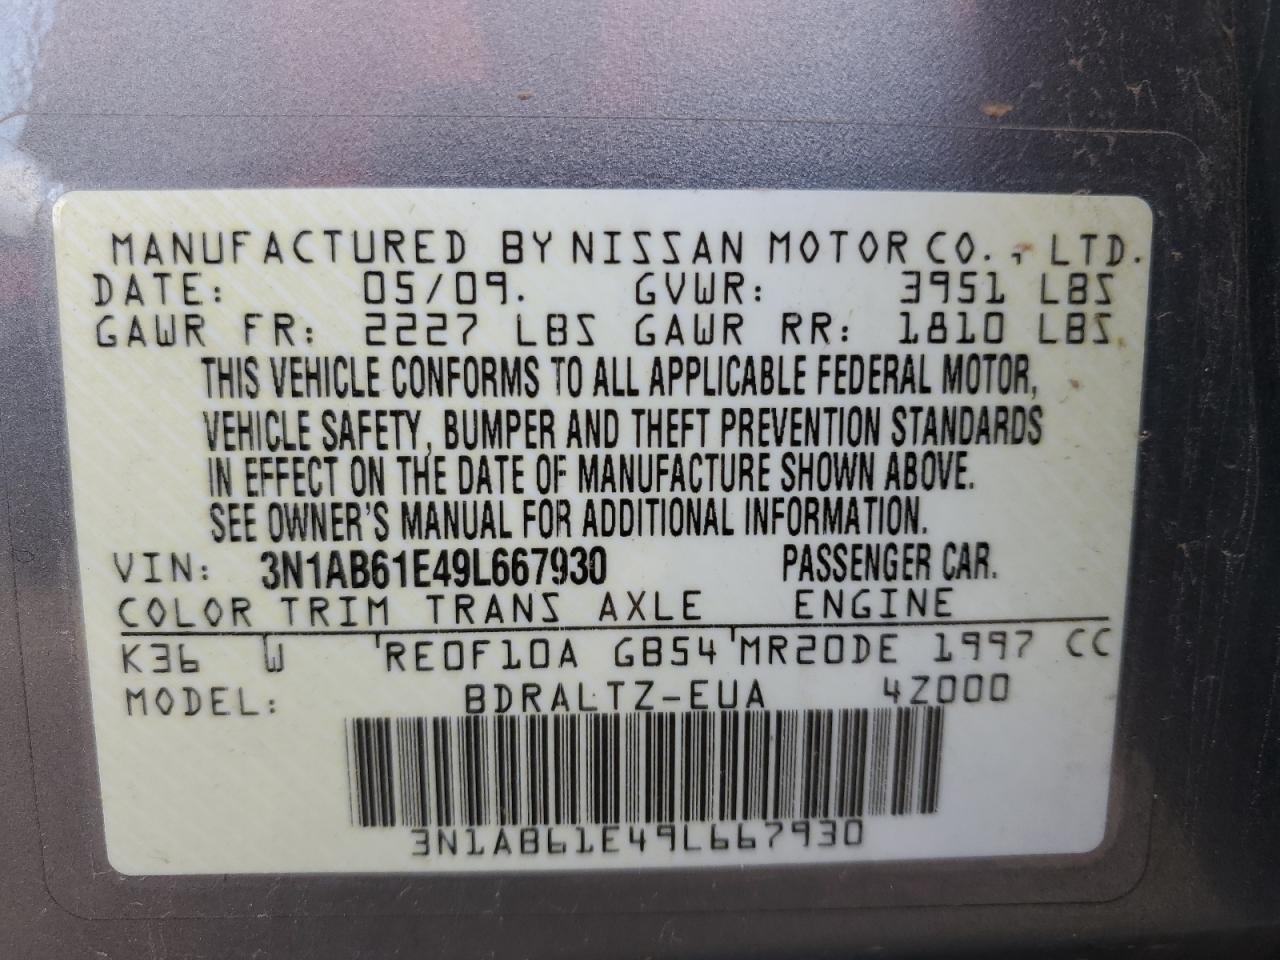 MANUFACTURED BY NISSAN MOTOR CO., LTD.
DATE: 05/09. GVWR: 3951 LBS
GAWR FR: 2227 LBS GAWR RR: 1810 LBS
THIS VEHICLE CONFORMS TO ALL APPLICABLE FEDERAL MOTOR,
VEHICLE SAFETY, BUMPER AND THEFT PREVENTION STANDARDS
IN EFFECT ON THE DATE OF MANUFACTURE SHOWN ABOVE.
SEE OWNER'S MANUAL FOR ADDITIONAL INFORMATION.
VIN: 3N1AB61E49L667930 PASSENGER CAR.
COLOR TRIM TRANS AXLE ENGINE
K36 W RE0F10A GB54 MR20DE 1997 CC
MODEL: BDRALTZ-EUA 4Z000
3N1AB61E49L667930